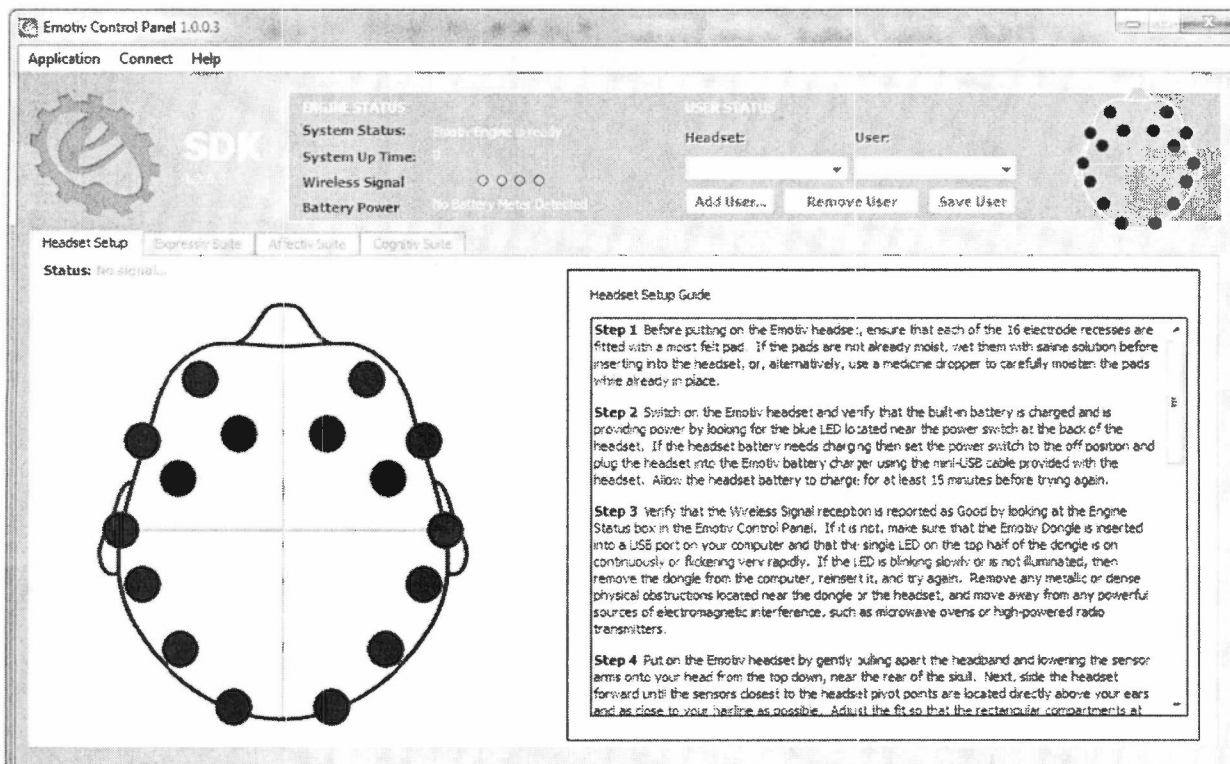 Emotiv Control Panel 1.0.0.3
Application Connect Help
ENGINE STATUS
System Status: Emotiv Engine is ready
System Up Time:
Wireless Signal
Battery Power No Battery Meter Detected
SDK
USER STATUS
Headset: User:
Add User... Remove User Save User
Headset Setup Expressiv Suite Affectiv Suite Cognitiv Suite
Status: No signal...
Headset Setup Guide
Step 1 Before putting on the Emotiv headset, ensure that each of the 16 electrode recesses are
fitted with a moist felt pad. If the pads are not already moist, wet them with saline solution before
inserting into the headset, or, alternatively, use a medicine dropper to carefully moisten the pads
while already in place.
Step 2 Switch on the Emotiv headset and verify that the built-in battery is charged and is
providing power by looking for the blue LED located near the power switch at the back of the
headset. If the headset battery needs charging then set the power switch to the off position and
plug the headset into the Emotiv battery charger using the mini-USB cable provided with the
headset. Allow the headset battery to charge for at least 15 minutes before trying again.
Step 3 Verify that the Wireless Signal reception is reported as Good by looking at the Engine
Status box in the Emotiv Control Panel. If it is not, make sure that the Emotiv Dongle is inserted
into a USB port on your computer and that the single LED on the top half of the dongle is on
continuously or flickering very rapidly. If the LED is blinking slowly or is not illuminated, then
remove the dongle from the computer, reinsert it, and try again. Remove any metallic or dense
physical obstructions located near the dongle or the headset, and move away from any powerful
sources of electromagnetic interference, such as microwave ovens or high-powered radio
transmitters.
Step 4 Put on the Emotiv headset by gently pulling apart the headband and lowering the sensor
arms onto your head from the top down, near the rear of the skull. Next, slide the headset
forward until the sensors closest to the headset pivot points are located directly above your ears
and as close to your hairline as possible. Adjust the fit so that the rectangular compartments at